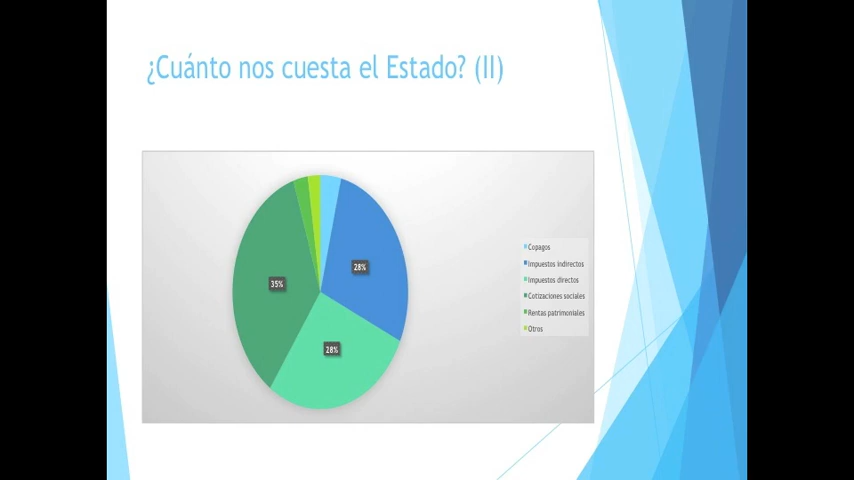 ¿Cuánto nos cuesta el Estado? (II)
28%
35%
28%
Copagos
Impuestos indirectos
Impuestos directos
Cotizaciones sociales
Rentas patrimoniales
Otros